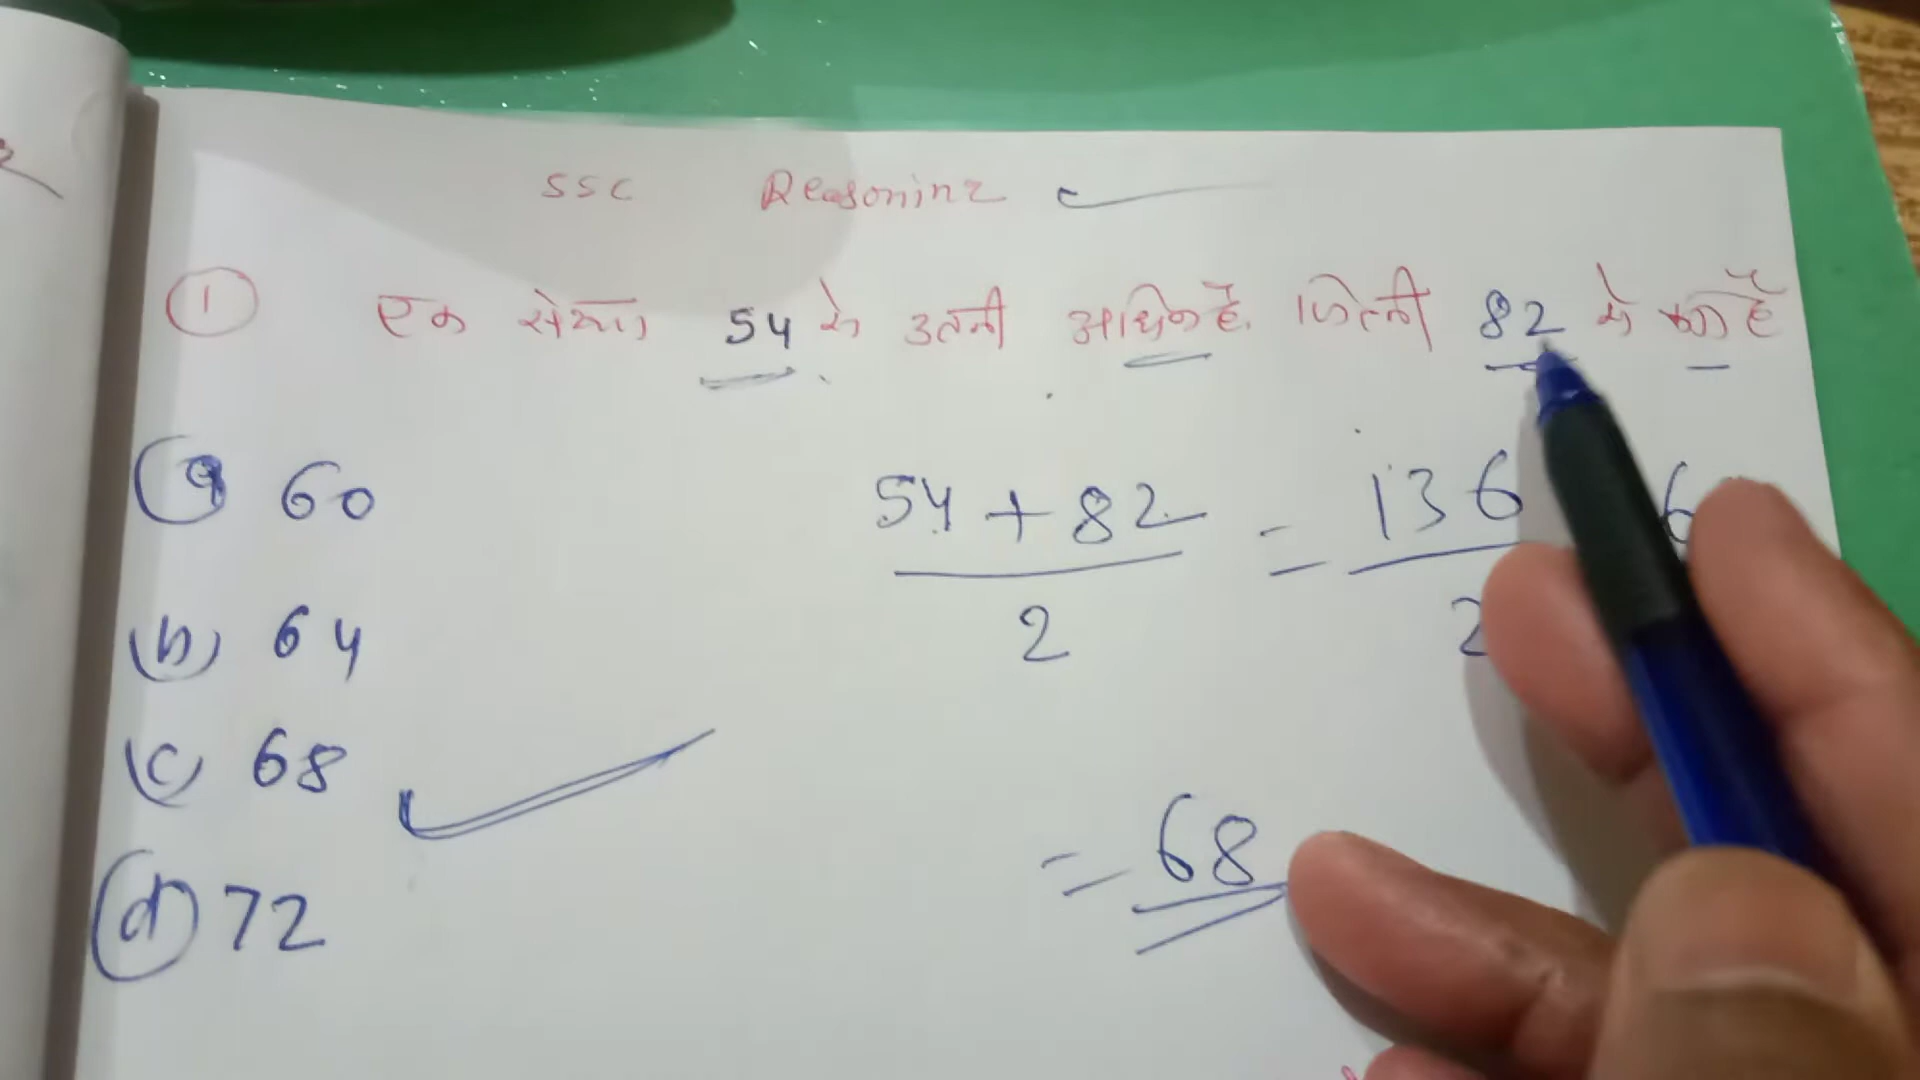 SSC Reasoning
① एक संख्या 54 से उतनी अधिक है जितनी 82 से कम है
(a) 60
54 + 82 = 136 6
2 2
(b) 64
(c) 68
= 68
(d) 72